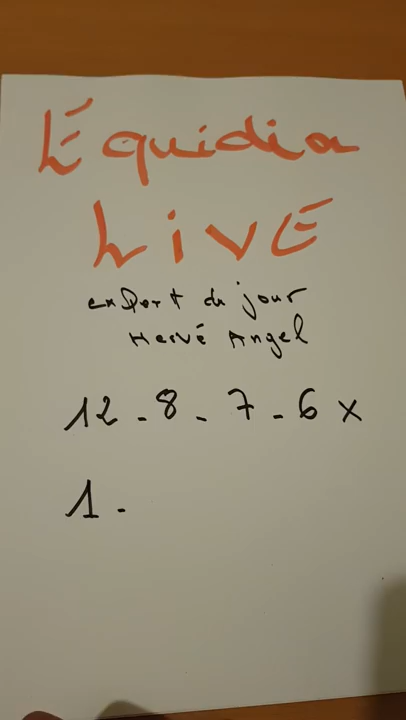 Équidia
LIVE
expert du jour
Hervé Angel
12 - 8 - 7 - 6 x
1 -